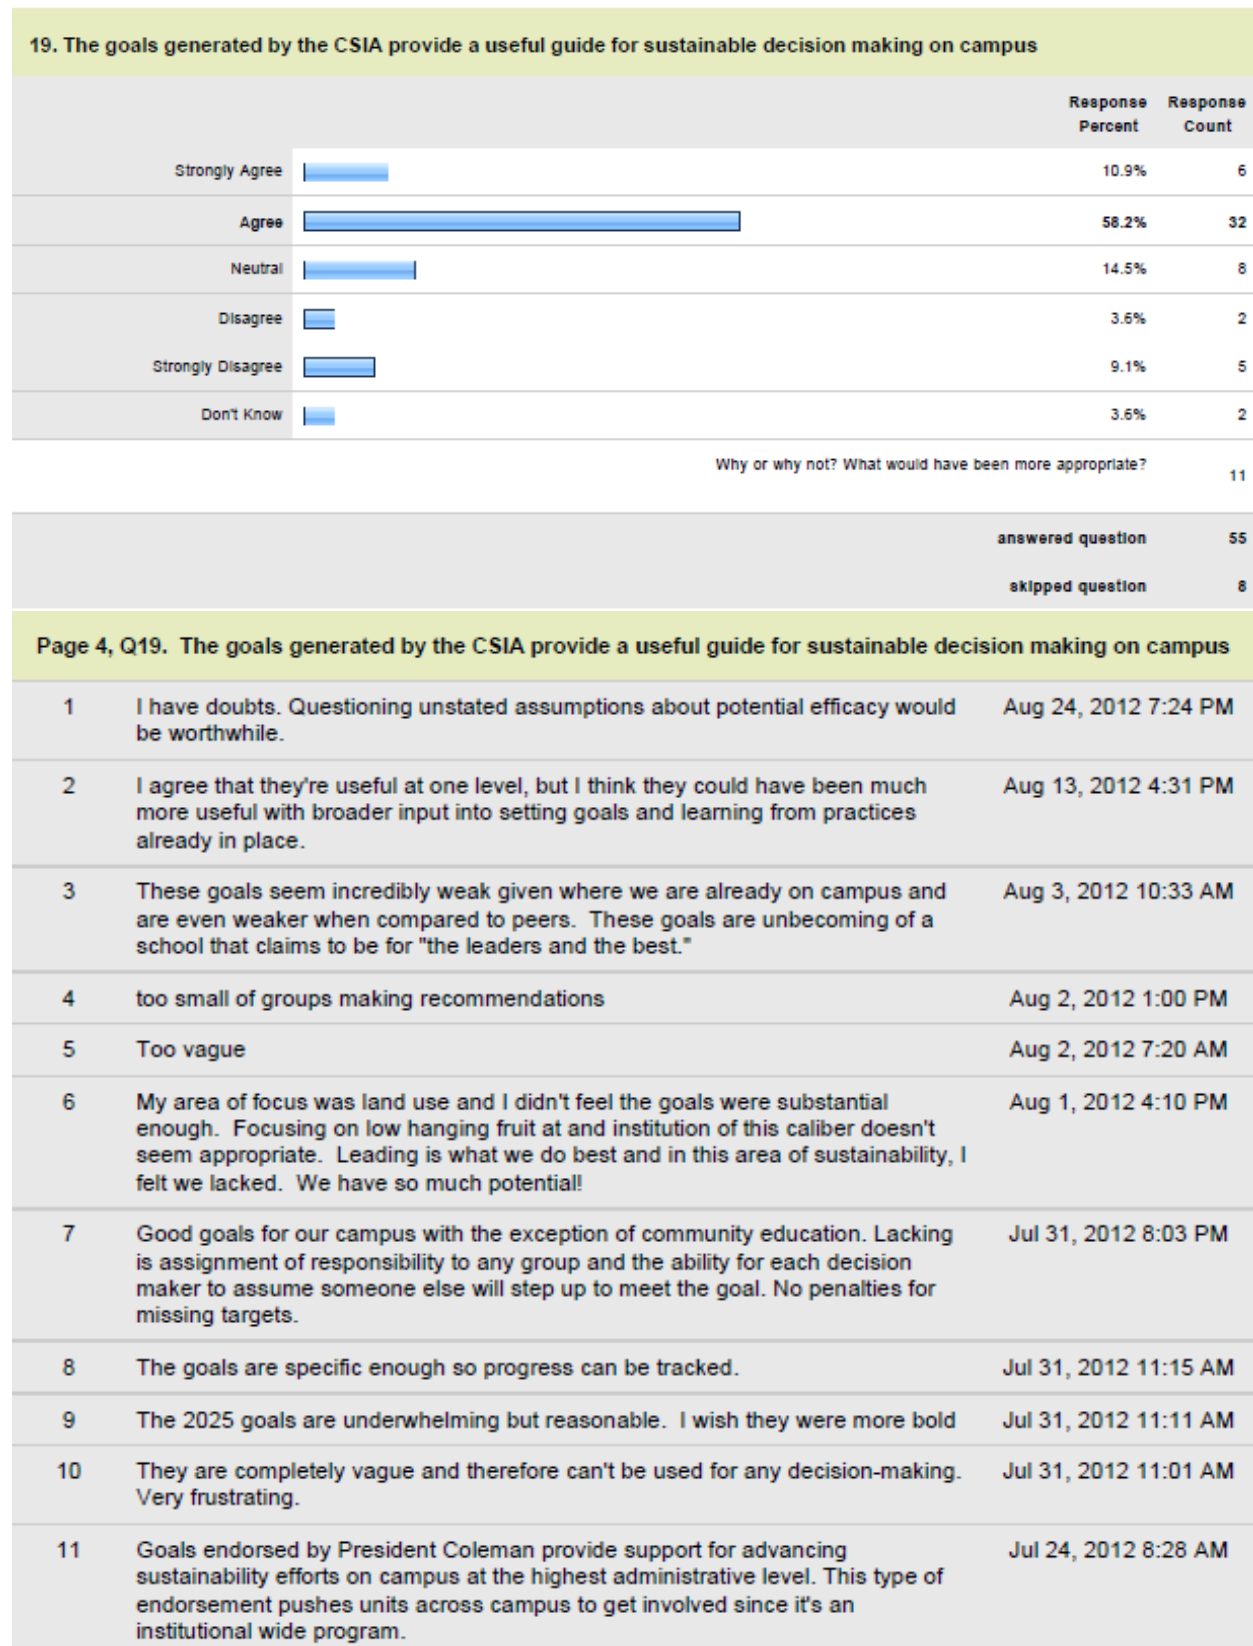 19. The goals generated by the CSIA provide a useful guide for sustainable decision making on campus
Response Percent Response Count
Strongly Agree 10.9% 6
Agree 58.2% 32
Neutral 14.5% 8
Disagree 3.6% 2
Strongly Disagree 9.1% 5
Don't Know 3.6% 2
Why or why not? What would have been more appropriate? 11
answered question 55
skipped question 8
Page 4, Q19. The goals generated by the CSIA provide a useful guide for sustainable decision making on campus
1 I have doubts. Questioning unstated assumptions about potential efficacy would Aug 24, 2012 7:24 PM
be worthwhile.
2 I agree that they're useful at one level, but I think they could have been much Aug 13, 2012 4:31 PM
more useful with broader input into setting goals and learning from practices
already in place.
3 These goals seem incredibly weak given where we are already on campus and Aug 3, 2012 10:33 AM
are even weaker when compared to peers. These goals are unbecoming of a
school that claims to be for "the leaders and the best."
4 too small of groups making recommendations Aug 2, 2012 1:00 PM
5 Too vague Aug 2, 2012 7:20 AM
6 My area of focus was land use and I didn't feel the goals were substantial Aug 1, 2012 4:10 PM
enough. Focusing on low hanging fruit at and institution of this caliber doesn't
seem appropriate. Leading is what we do best and in this area of sustainability, I
felt we lacked. We have so much potential!
7 Good goals for our campus with the exception of community education. Lacking Jul 31, 2012 8:03 PM
is assignment of responsibility to any group and the ability for each decision
maker to assume someone else will step up to meet the goal. No penalties for
missing targets.
8 The goals are specific enough so progress can be tracked. Jul 31, 2012 11:15 AM
9 The 2025 goals are underwhelming but reasonable. I wish they were more bold Jul 31, 2012 11:11 AM
10 They are completely vague and therefore can't be used for any decision-making. Jul 31, 2012 11:01 AM
Very frustrating.
11 Goals endorsed by President Coleman provide support for advancing Jul 24, 2012 8:28 AM
sustainability efforts on campus at the highest administrative level. This type of
endorsement pushes units across campus to get involved since it's an
institutional wide program.